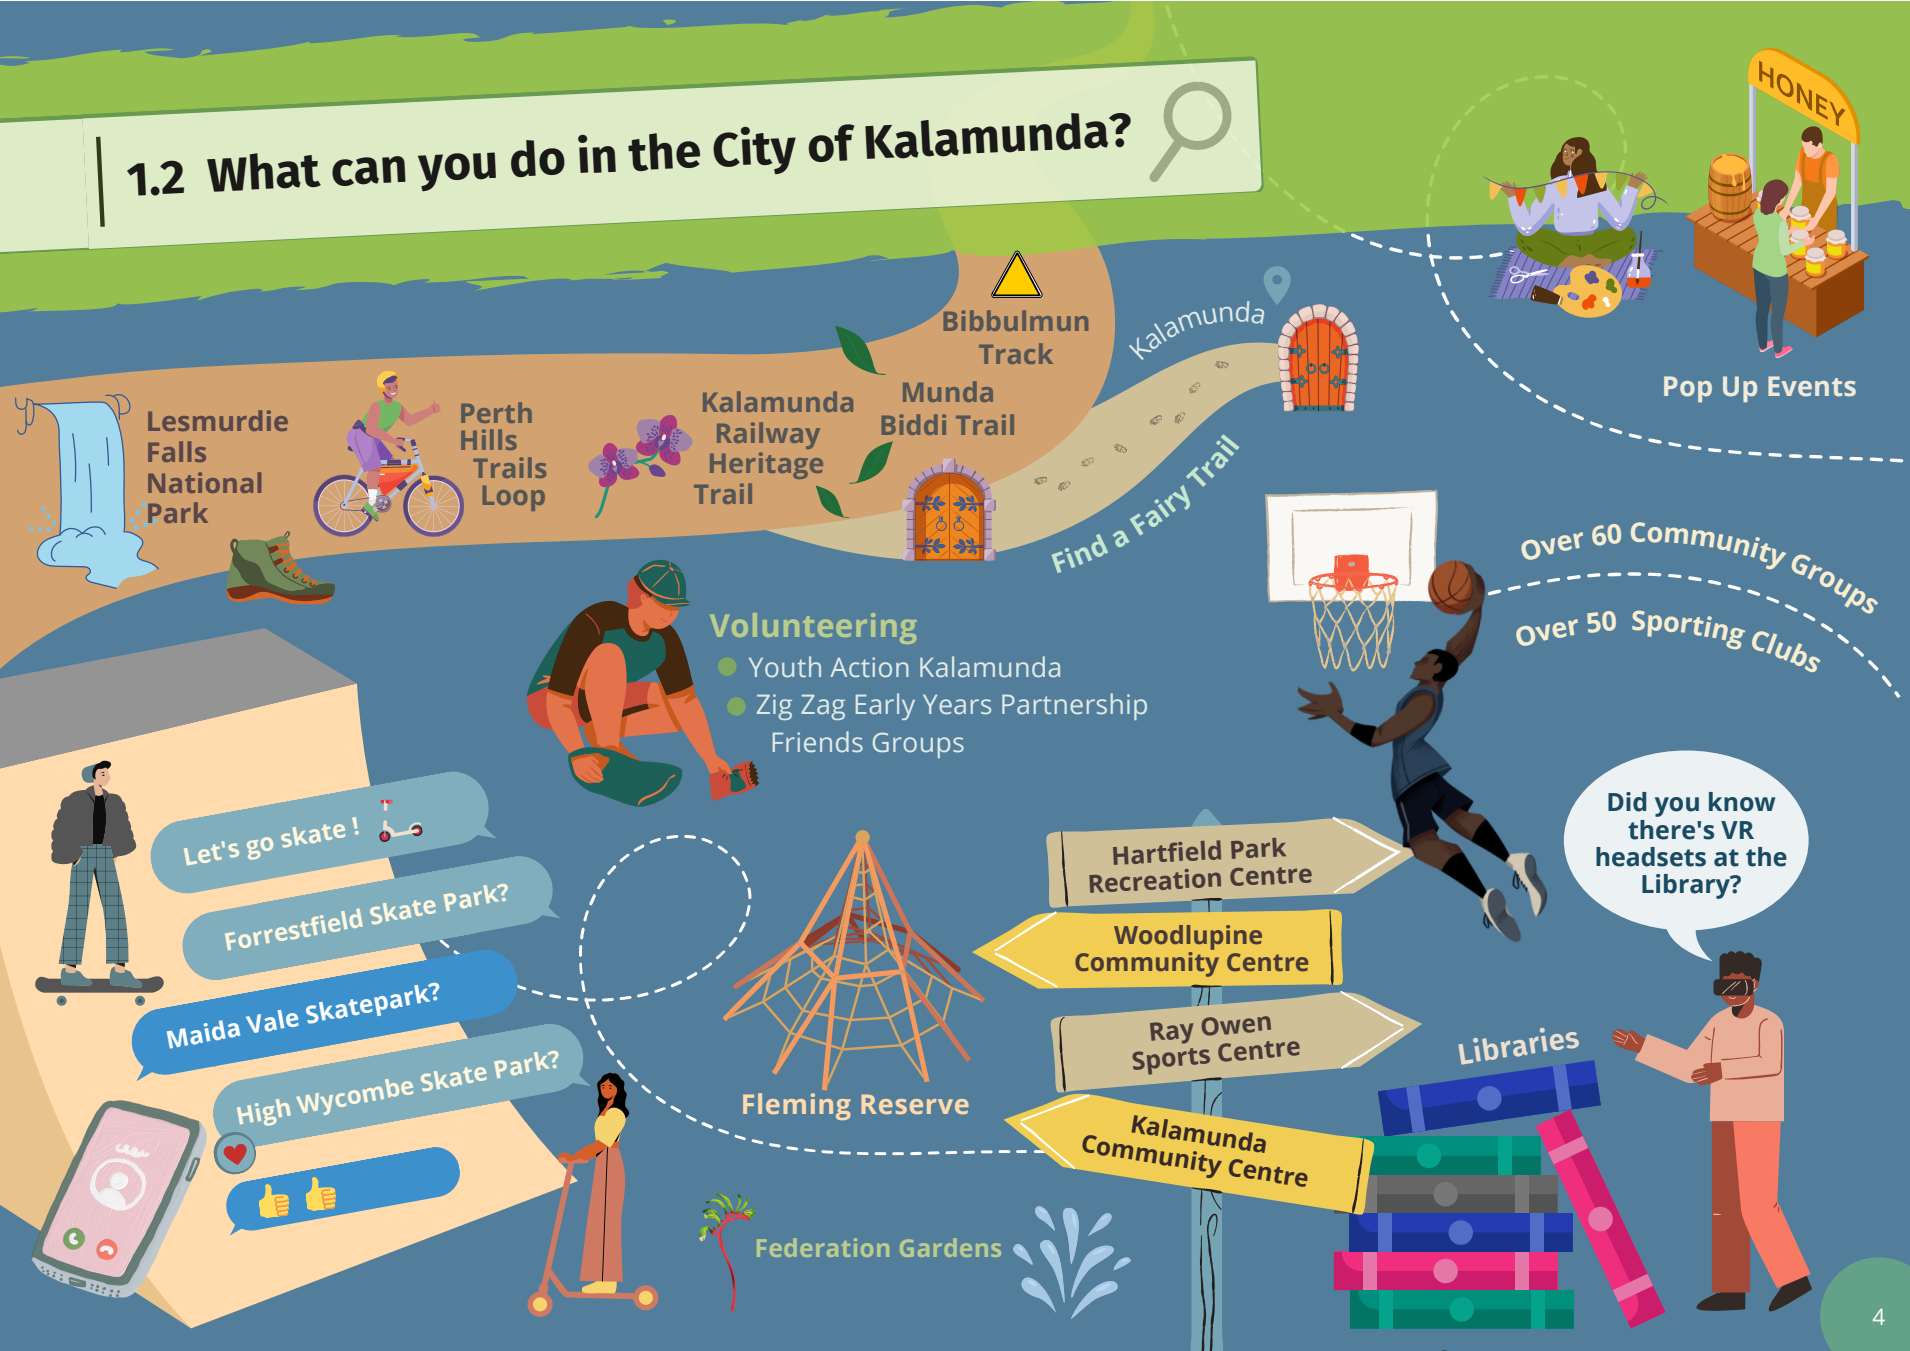 1.2 What can you do in the City of Kalamunda?
HONEY
Pop Up Events
Bibbulmun
Track
Kalamunda
Munda
Biddi Trail
Kalamunda
Railway
Heritage
Trail
Perth
Hills
Trails
Loop
Lesmurdie
Falls
National
Park
Find a Fairy Trail
Over 60 Community Groups
Over 50 Sporting Clubs
Volunteering
Youth Action Kalamunda
Zig Zag Early Years Partnership
Friends Groups
Let's go skate !
Forrestfield Skate Park?
Maida Vale Skatepark?
High Wycombe Skate Park?
Fleming Reserve
Hartfield Park
Recreation Centre
Woodlupine
Community Centre
Ray Owen
Sports Centre
Kalamunda
Community Centre
Did you know
there's VR
headsets at the
Library?
Libraries
Federation Gardens
4